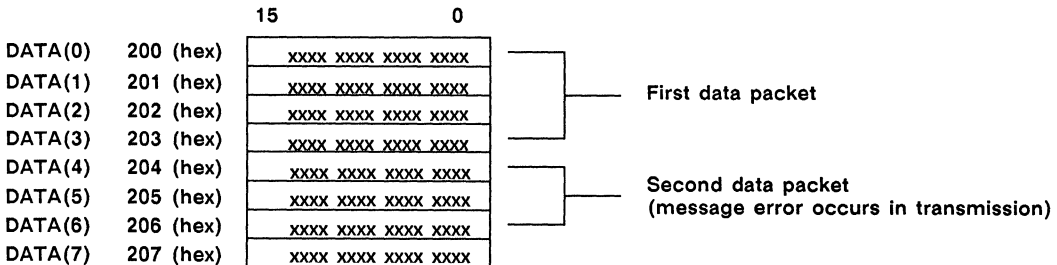 15 0
DATA(0) 200 (hex) xxxx xxxx xxxx xxxx
DATA(1) 201 (hex) xxxx xxxx xxxx xxxx
First data packet
DATA(2) 202 (hex) xxxx xxxx xxxx xxxx
DATA(3) 203 (hex) xxxx xxxx xxxx xxxx
DATA(4) 204 (hex) xxxx xxxx xxxx xxxx
Second data packet
DATA(5) 205 (hex) xxxx xxxx xxxx xxxx
(message error occurs in transmission)
DATA(6) 206 (hex) xxxx xxxx xxxx xxxx
DATA(7) 207 (hex) xxxx xxxx xxxx xxxx